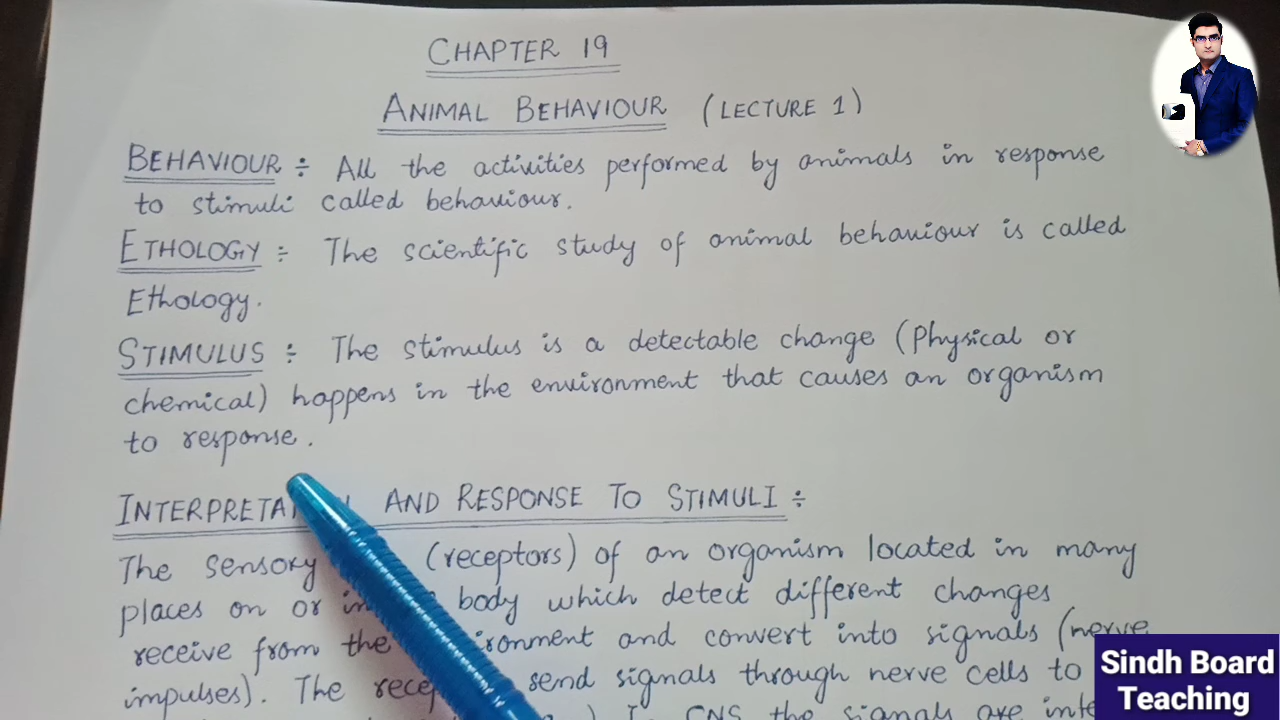 CHAPTER 19
ANIMAL BEHAVIOUR (LECTURE 1)
BEHAVIOUR ÷ All the activities performed by animals in response
to stimuli called behaviour.
ETHOLOGY ÷ The scientific study of animal behaviour is called
Ethology.
STIMULUS ÷ The stimulus is a detectable change (Physical or
chemical) happens in the environment that causes an organism
to response.
AND RESPONSE TO STIMULI ÷
The sensory (receptors) of an organism located in many
places on or body which detect different changes
receive from the and convert into signals (nerve
impulses). The send signals through nerve cells to
CNS the signals are
Sindh Board
Teaching